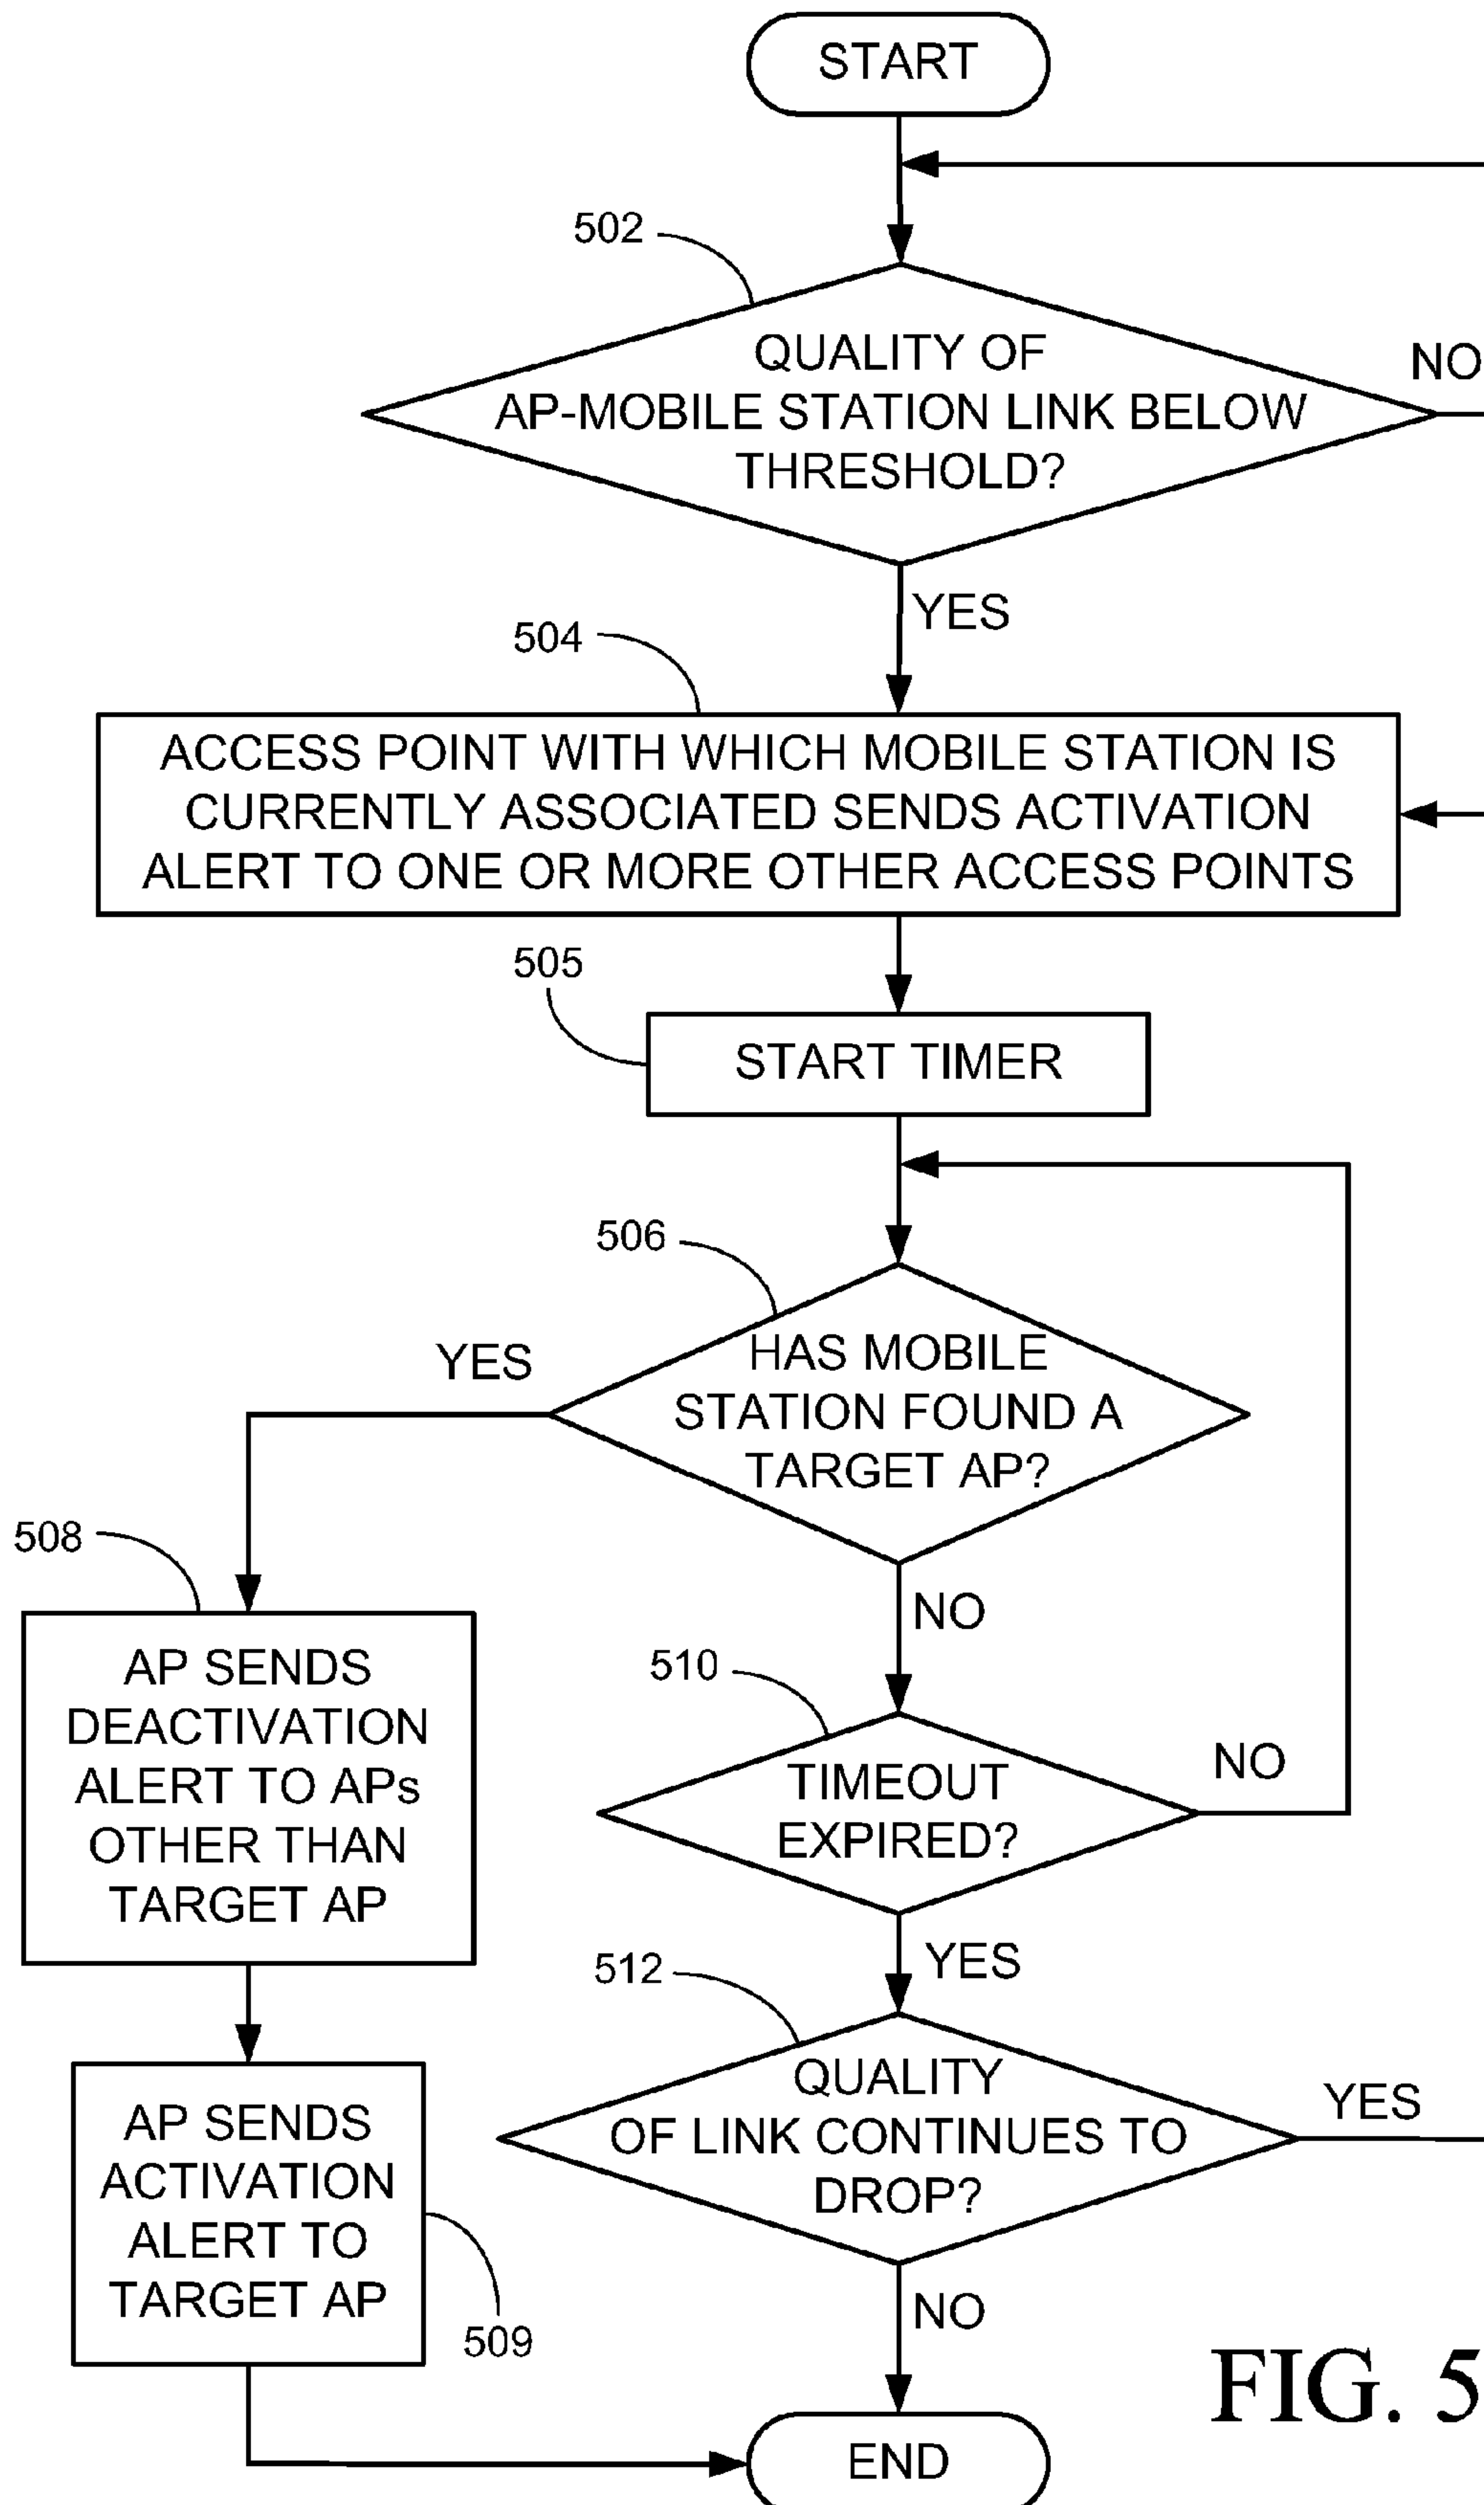 START
502
QUALITY OF
AP-MOBILE STATION LINK BELOW
THRESHOLD?
NO
YES
504
ACCESS POINT WITH WHICH MOBILE STATION IS
CURRENTLY ASSOCIATED SENDS ACTIVATION
ALERT TO ONE OR MORE OTHER ACCESS POINTS
505
START TIMER
506
HAS MOBILE
STATION FOUND A
TARGET AP?
YES
NO
508
AP SENDS
DEACTIVATION
ALERT TO APs
OTHER THAN
TARGET AP
510
TIMEOUT
EXPIRED?
NO
YES
512
QUALITY
OF LINK CONTINUES TO
DROP?
YES
NO
AP SENDS
ACTIVATION
ALERT TO
TARGET AP
509
END
FIG. 5